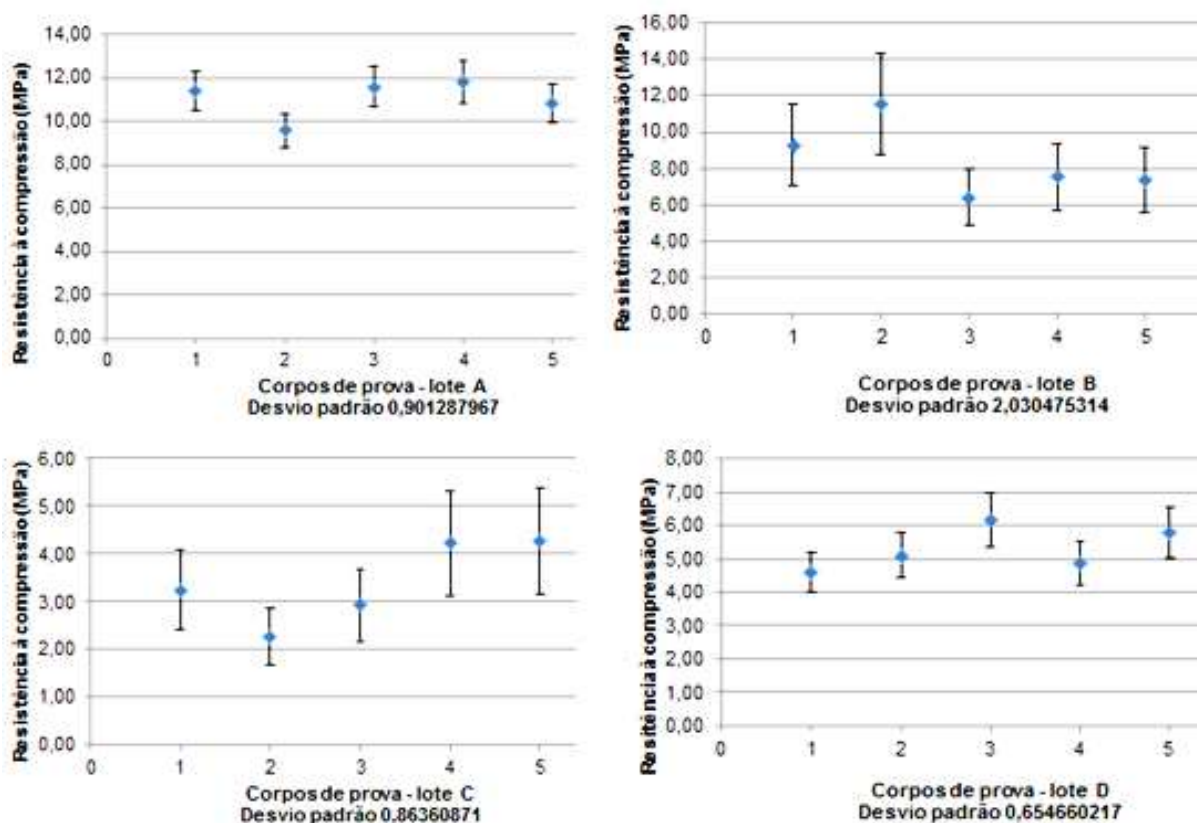 Resistência à compressão (MPa)
14,00
12,00
10,00
8,00
6,00
4,00
2,00
0,00
0 1 2 3 4 5
Corpos de prova - lote A
Desvio padrão 0,901287967
Resistência à compressão (MPa)
16,00
14,00
12,00
10,00
8,00
6,00
4,00
2,00
0,00
0 1 2 3 4 5
Corpos de prova - lote B
Desvio padrão 2,030475314
Resistência à compressão (MPa)
6,00
5,00
4,00
3,00
2,00
1,00
0,00
0 1 2 3 4 5
Corpos de prova - lote C
Desvio padrão 0,86360871
Resitência à compressão (MPa)
8,00
7,00
6,00
5,00
4,00
3,00
2,00
1,00
0,00
0 1 2 3 4 5
Corpos de prova - lote D
Desvio padrão 0,654660217